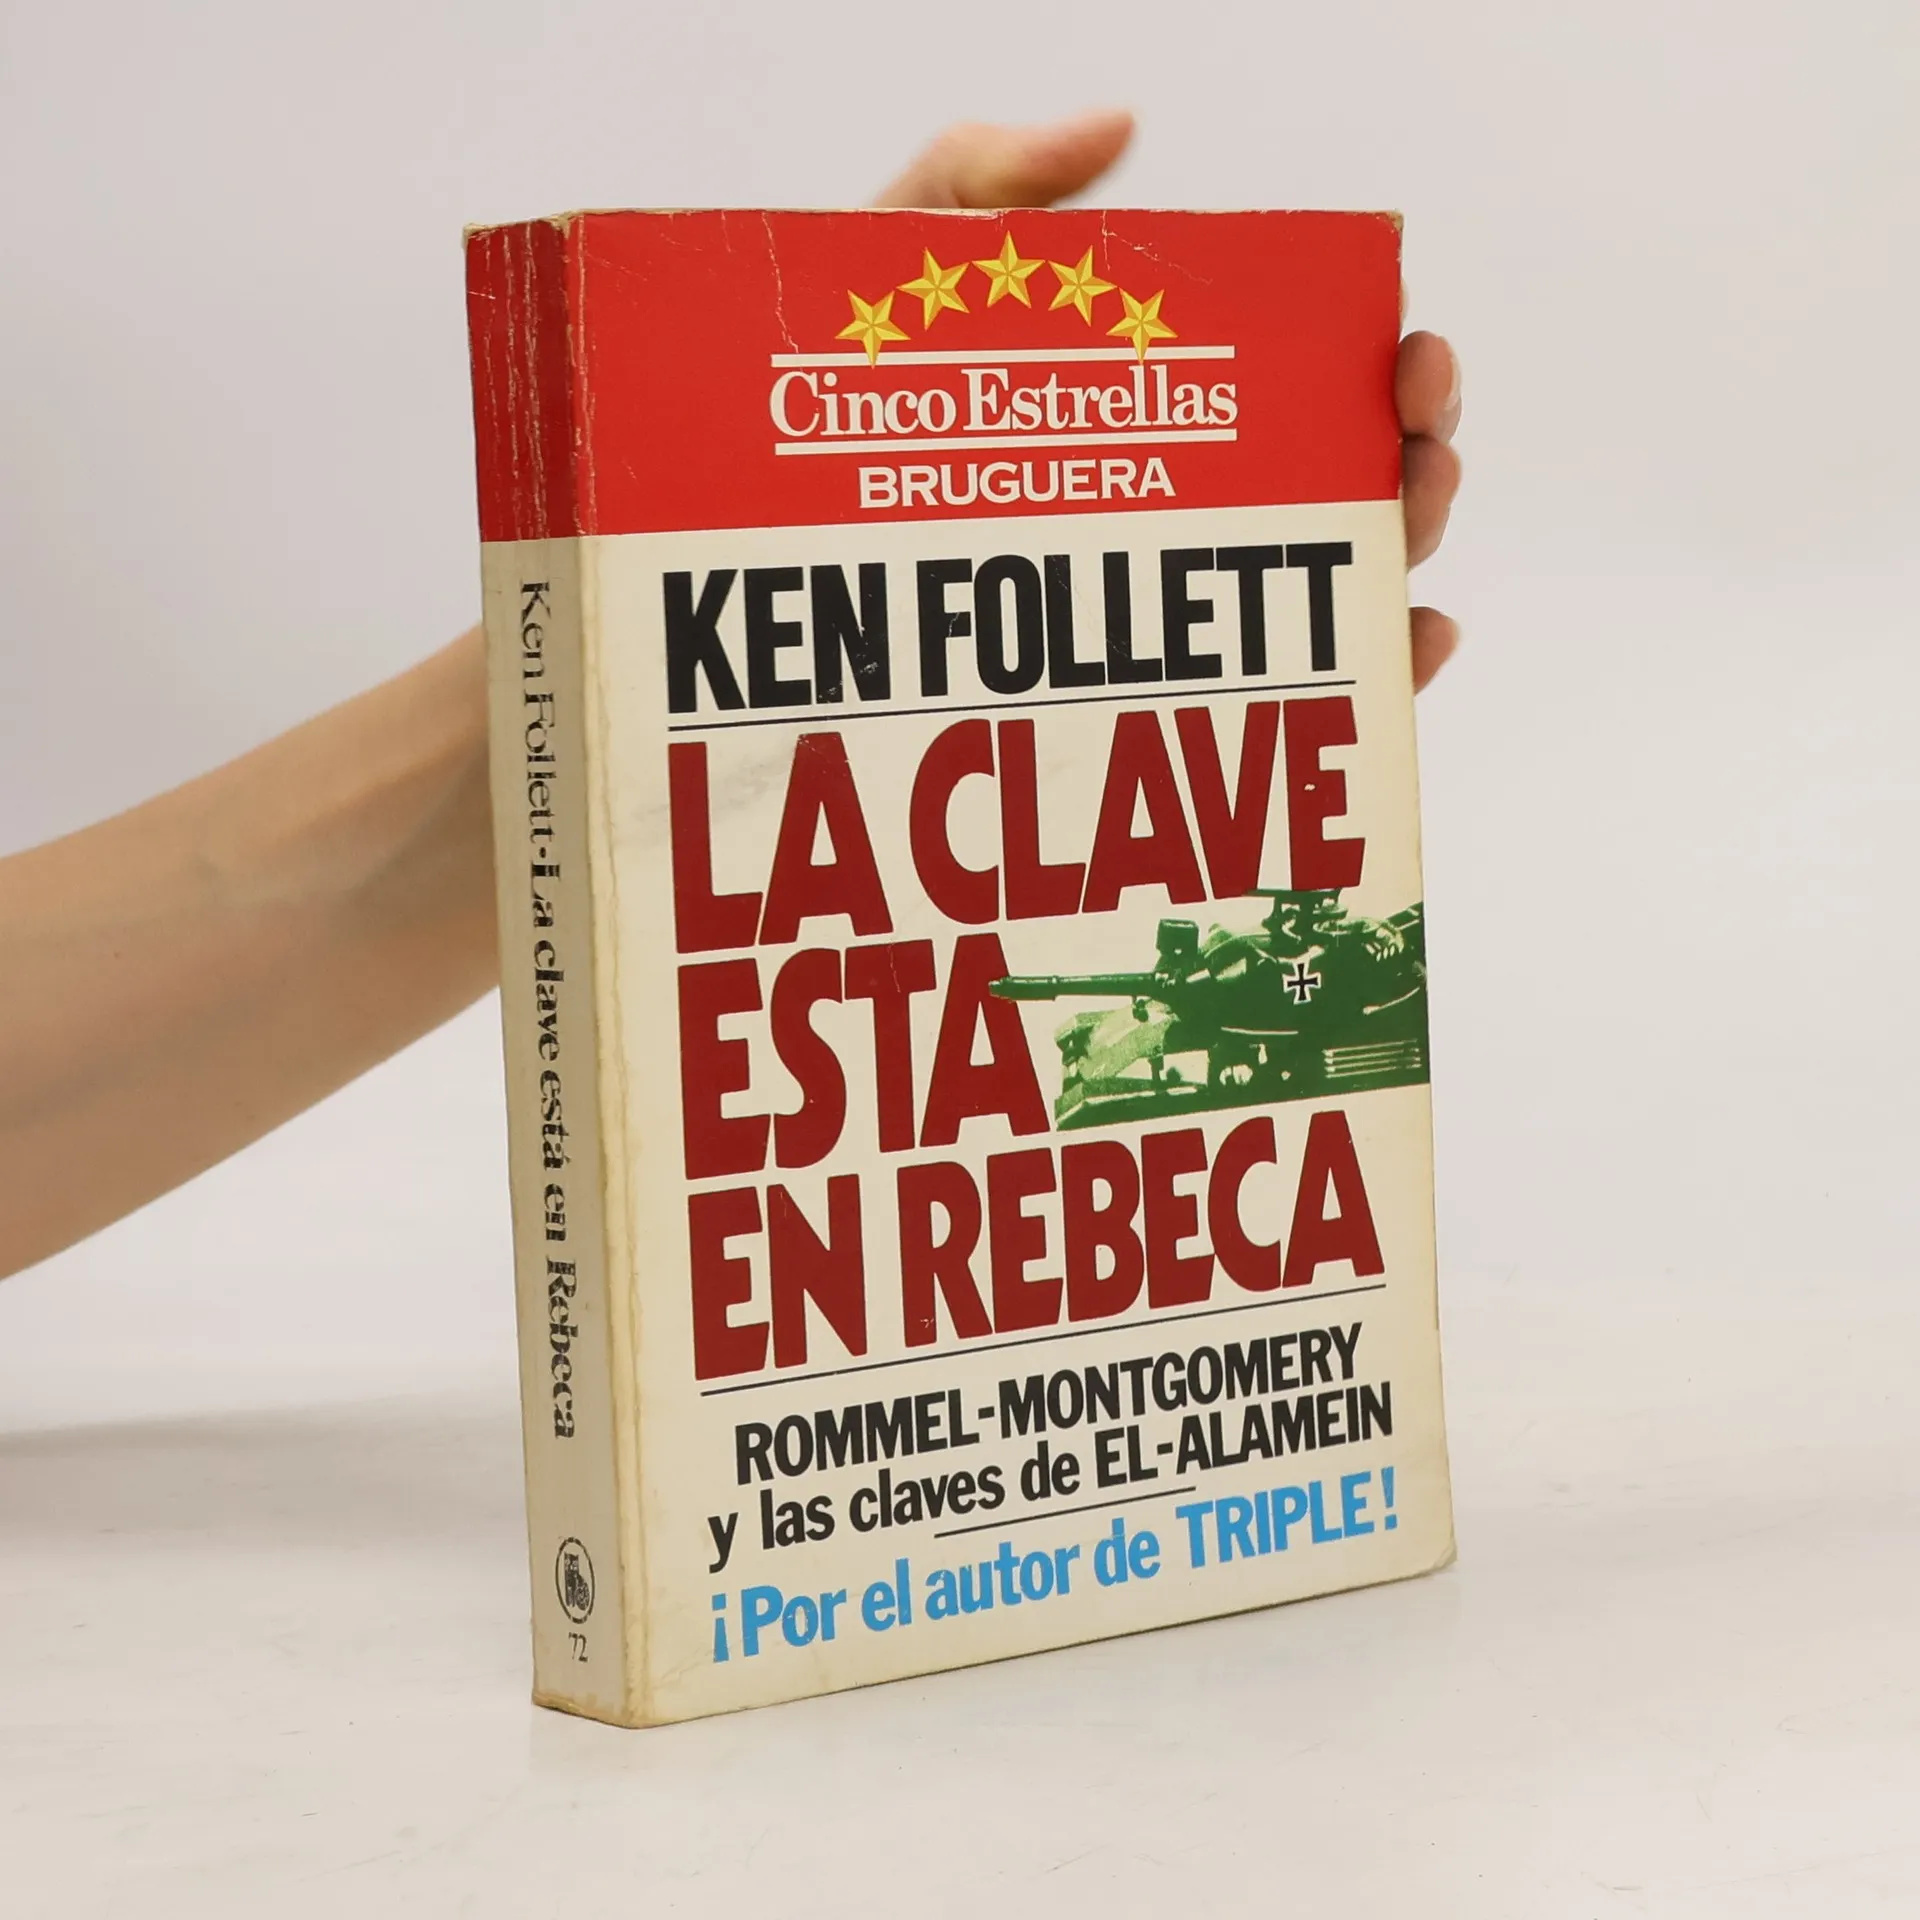 Cinco Estrellas
BRUGUERA
KEN FOLLETT
LA CLAVE
ESTA
EN REBECA
ROMMEL-MONTGOMERY
y las claves de EL-ALAMEIN
¡Por el autor de TRIPLE!
Ken Follett·La clave está en Rebeca
72